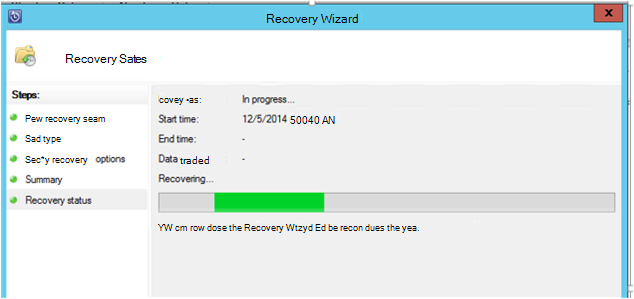 Recovery Wizard
X
Recovery Sates
Steps:
Pew recovery seam
Sad type
Sec*y recovery options
Summary
Recovery status
covey •as: In progress...
Start time: 12/5/2014 50040 AN
End time: -
Data traded -
Recovering...
YW cm row dose the Recovery Wtzyd Ed be recon dues the yea.